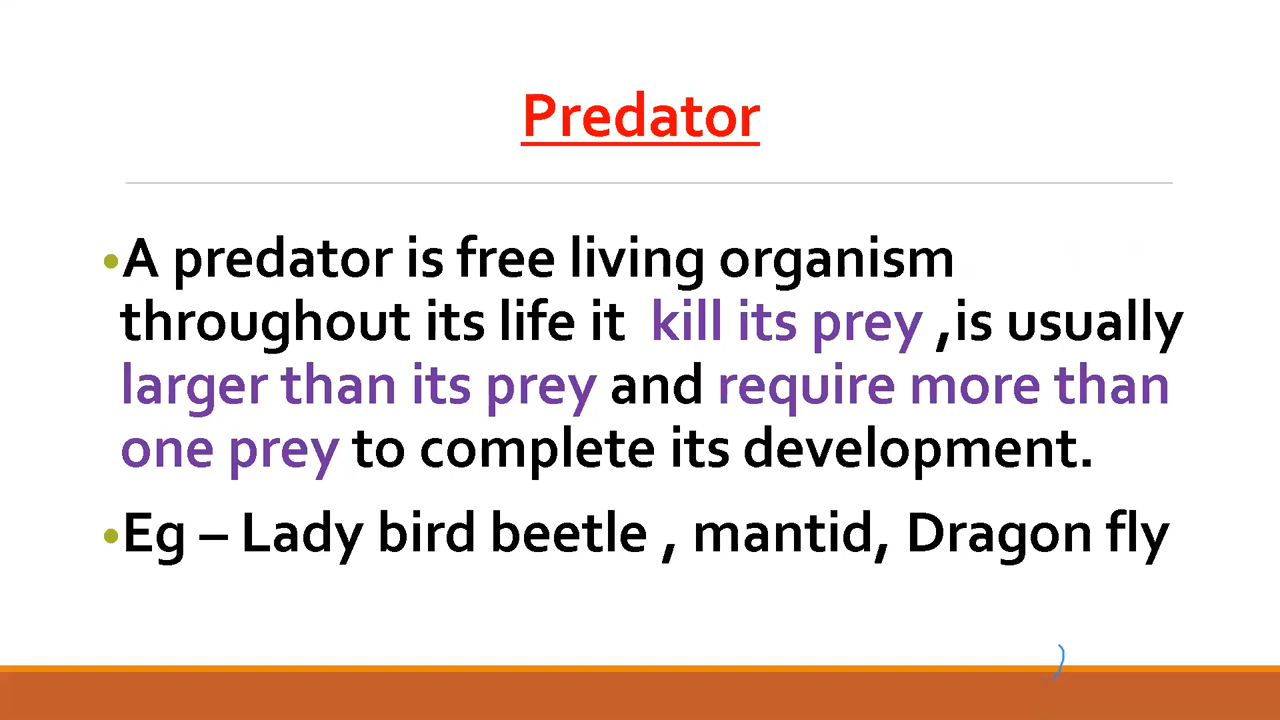 Predator
•A predator is free living organism
throughout its life it kill its prey ,is usually
larger than its prey and require more than
one prey to complete its development.
•Eg – Lady bird beetle , mantid, Dragon fly